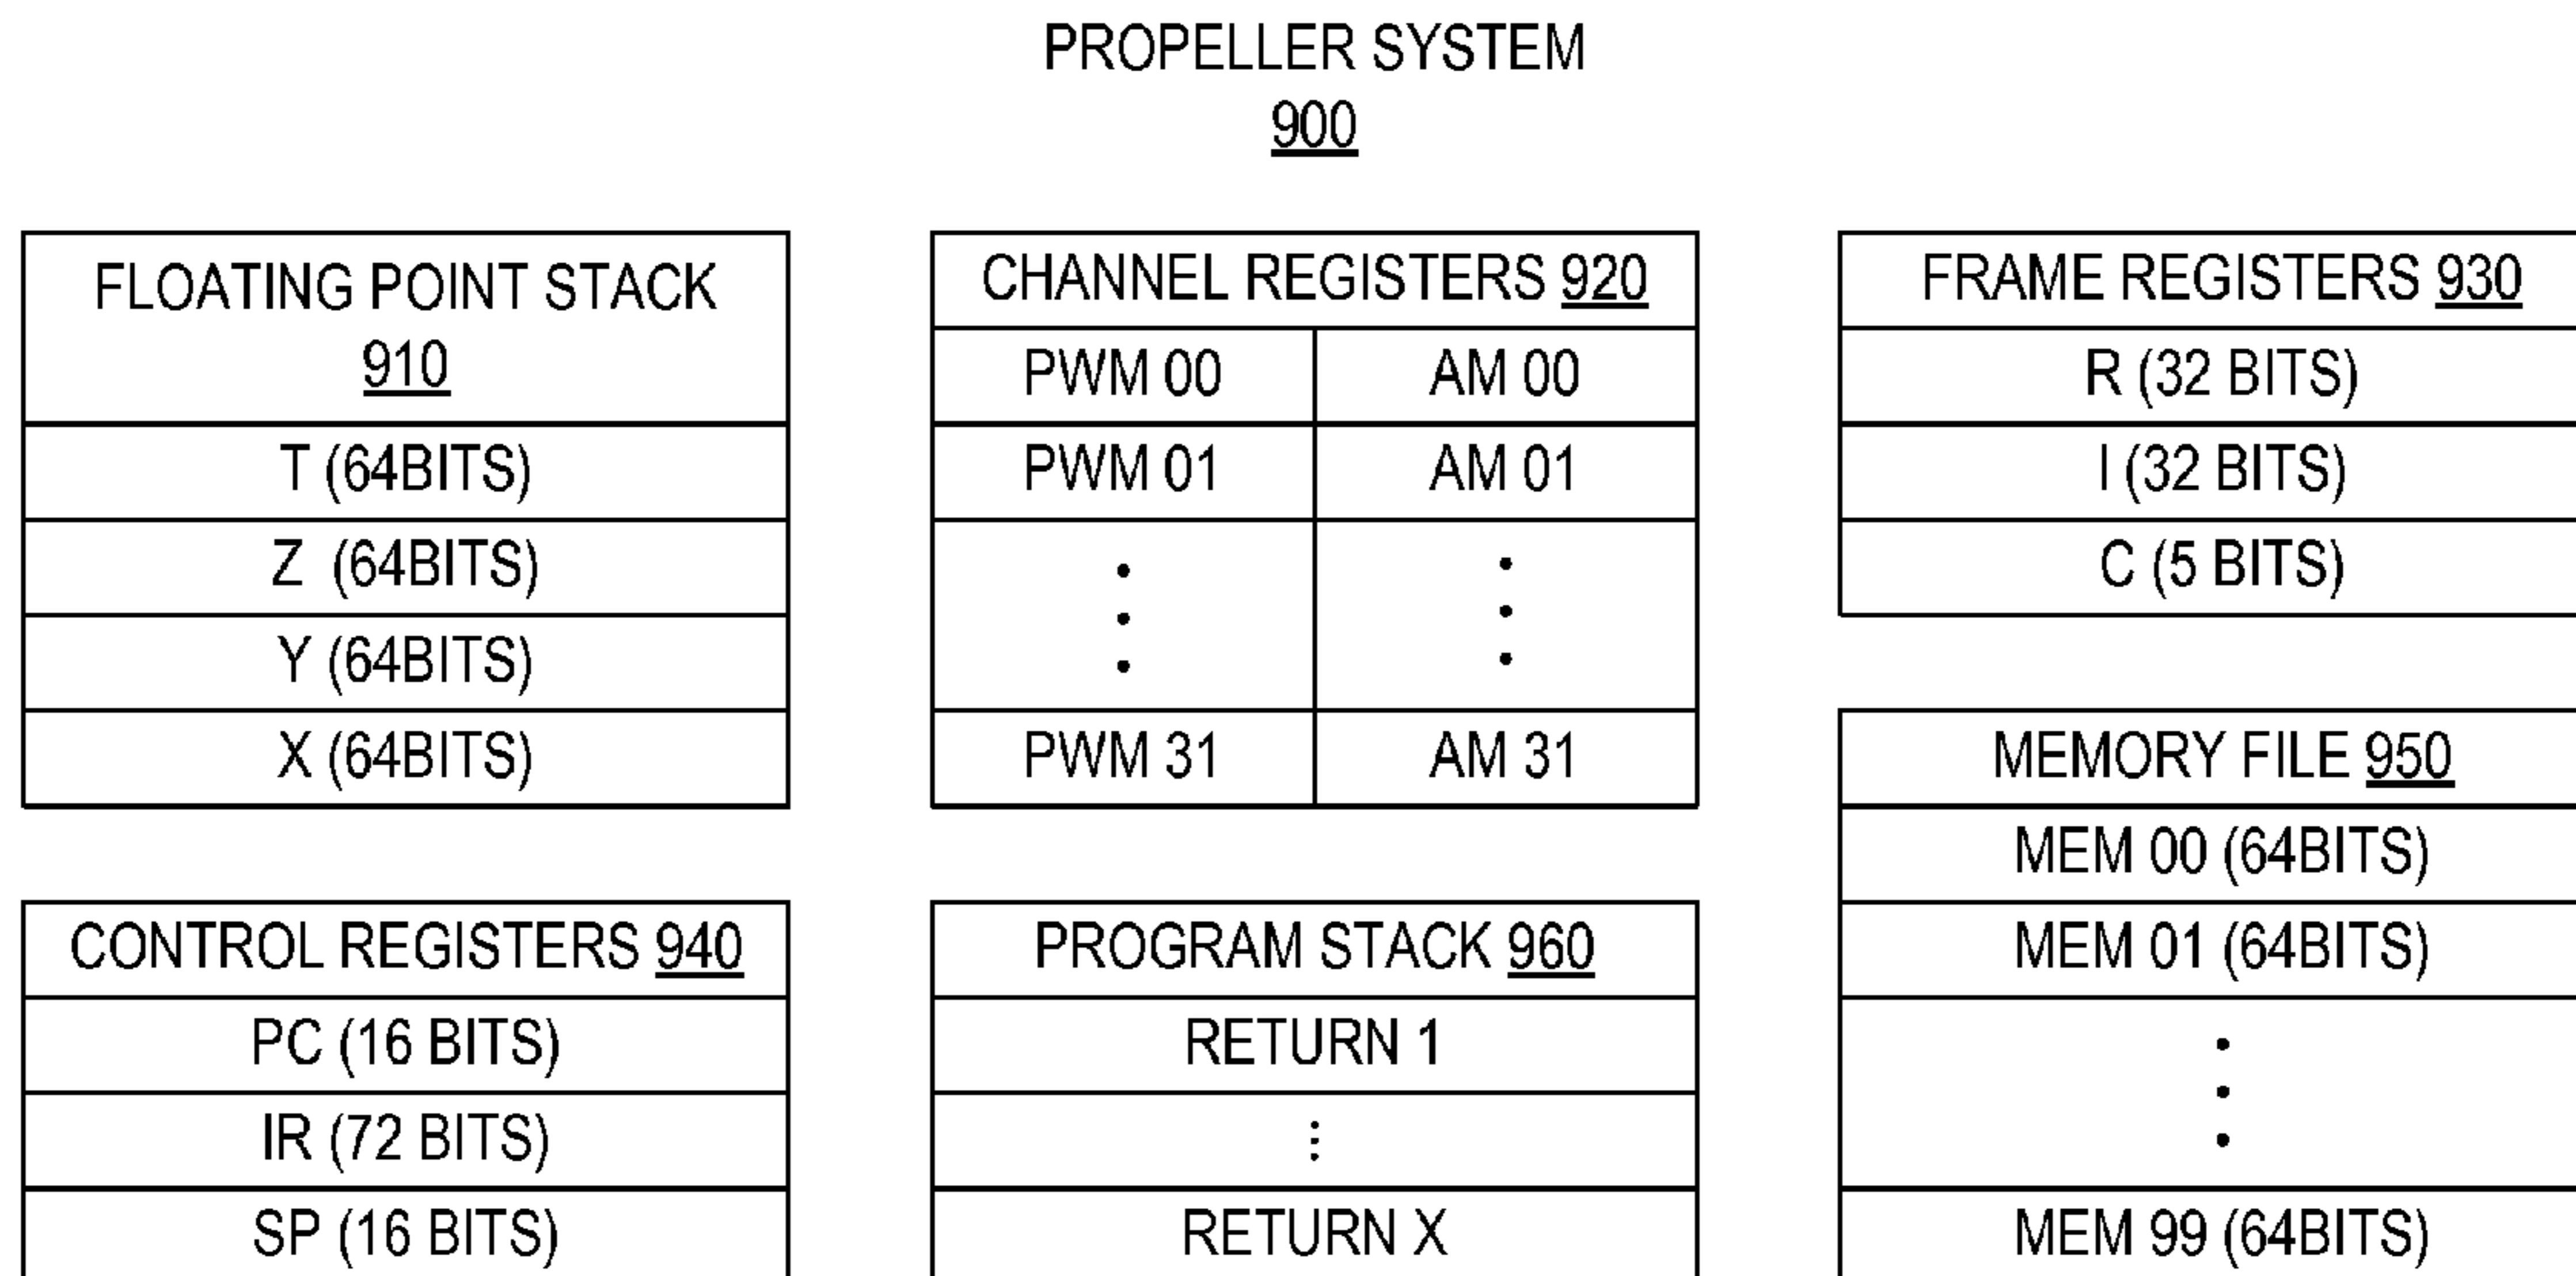 PROPELLER SYSTEM
900
FLOATING POINT STACK
910
T (64BITS)
Z (64BITS)
Y (64BITS)
X (64BITS)
CHANNEL REGISTERS 920
PWM 00 AM 00
PWM 01 AM 01
PWM 31 AM 31
FRAME REGISTERS 930
R (32 BITS)
I (32 BITS)
C (5 BITS)
CONTROL REGISTERS 940
PC (16 BITS)
IR (72 BITS)
SP (16 BITS)
PROGRAM STACK 960
RETURN 1
RETURN X
MEMORY FILE 950
MEM 00 (64BITS)
MEM 01 (64BITS)
MEM 99 (64BITS)